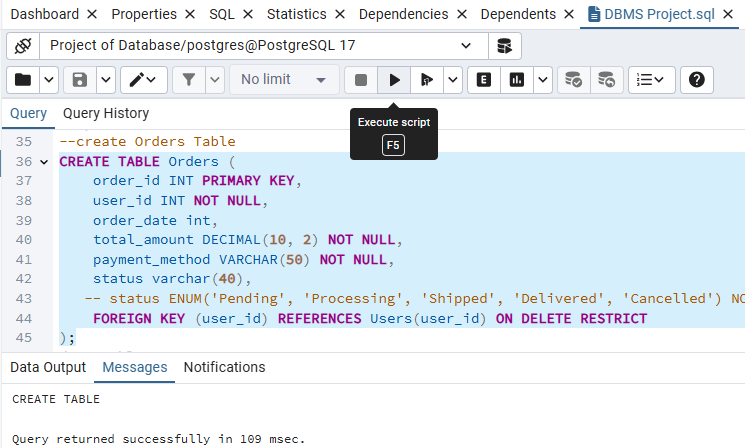 Dashboard Properties SQL Statistics Dependencies Dependents DBMS Project.sql
Project of Database/postgres@PostgreSQL 17
No limit E
Query Query History
Execute script
F5
35 --create Orders Table
36 CREATE TABLE Orders (
37 order_id INT PRIMARY KEY,
38 user_id INT NOT NULL,
39 order_date int,
40 total_amount DECIMAL(10, 2) NOT NULL,
41 payment_method VARCHAR(50) NOT NULL,
42 status varchar(40),
43 -- status ENUM('Pending', 'Processing', 'Shipped', 'Delivered', 'Cancelled') NO
44 FOREIGN KEY (user_id) REFERENCES Users(user_id) ON DELETE RESTRICT
45 );
Data Output Messages Notifications
CREATE TABLE
Query returned successfully in 109 msec.